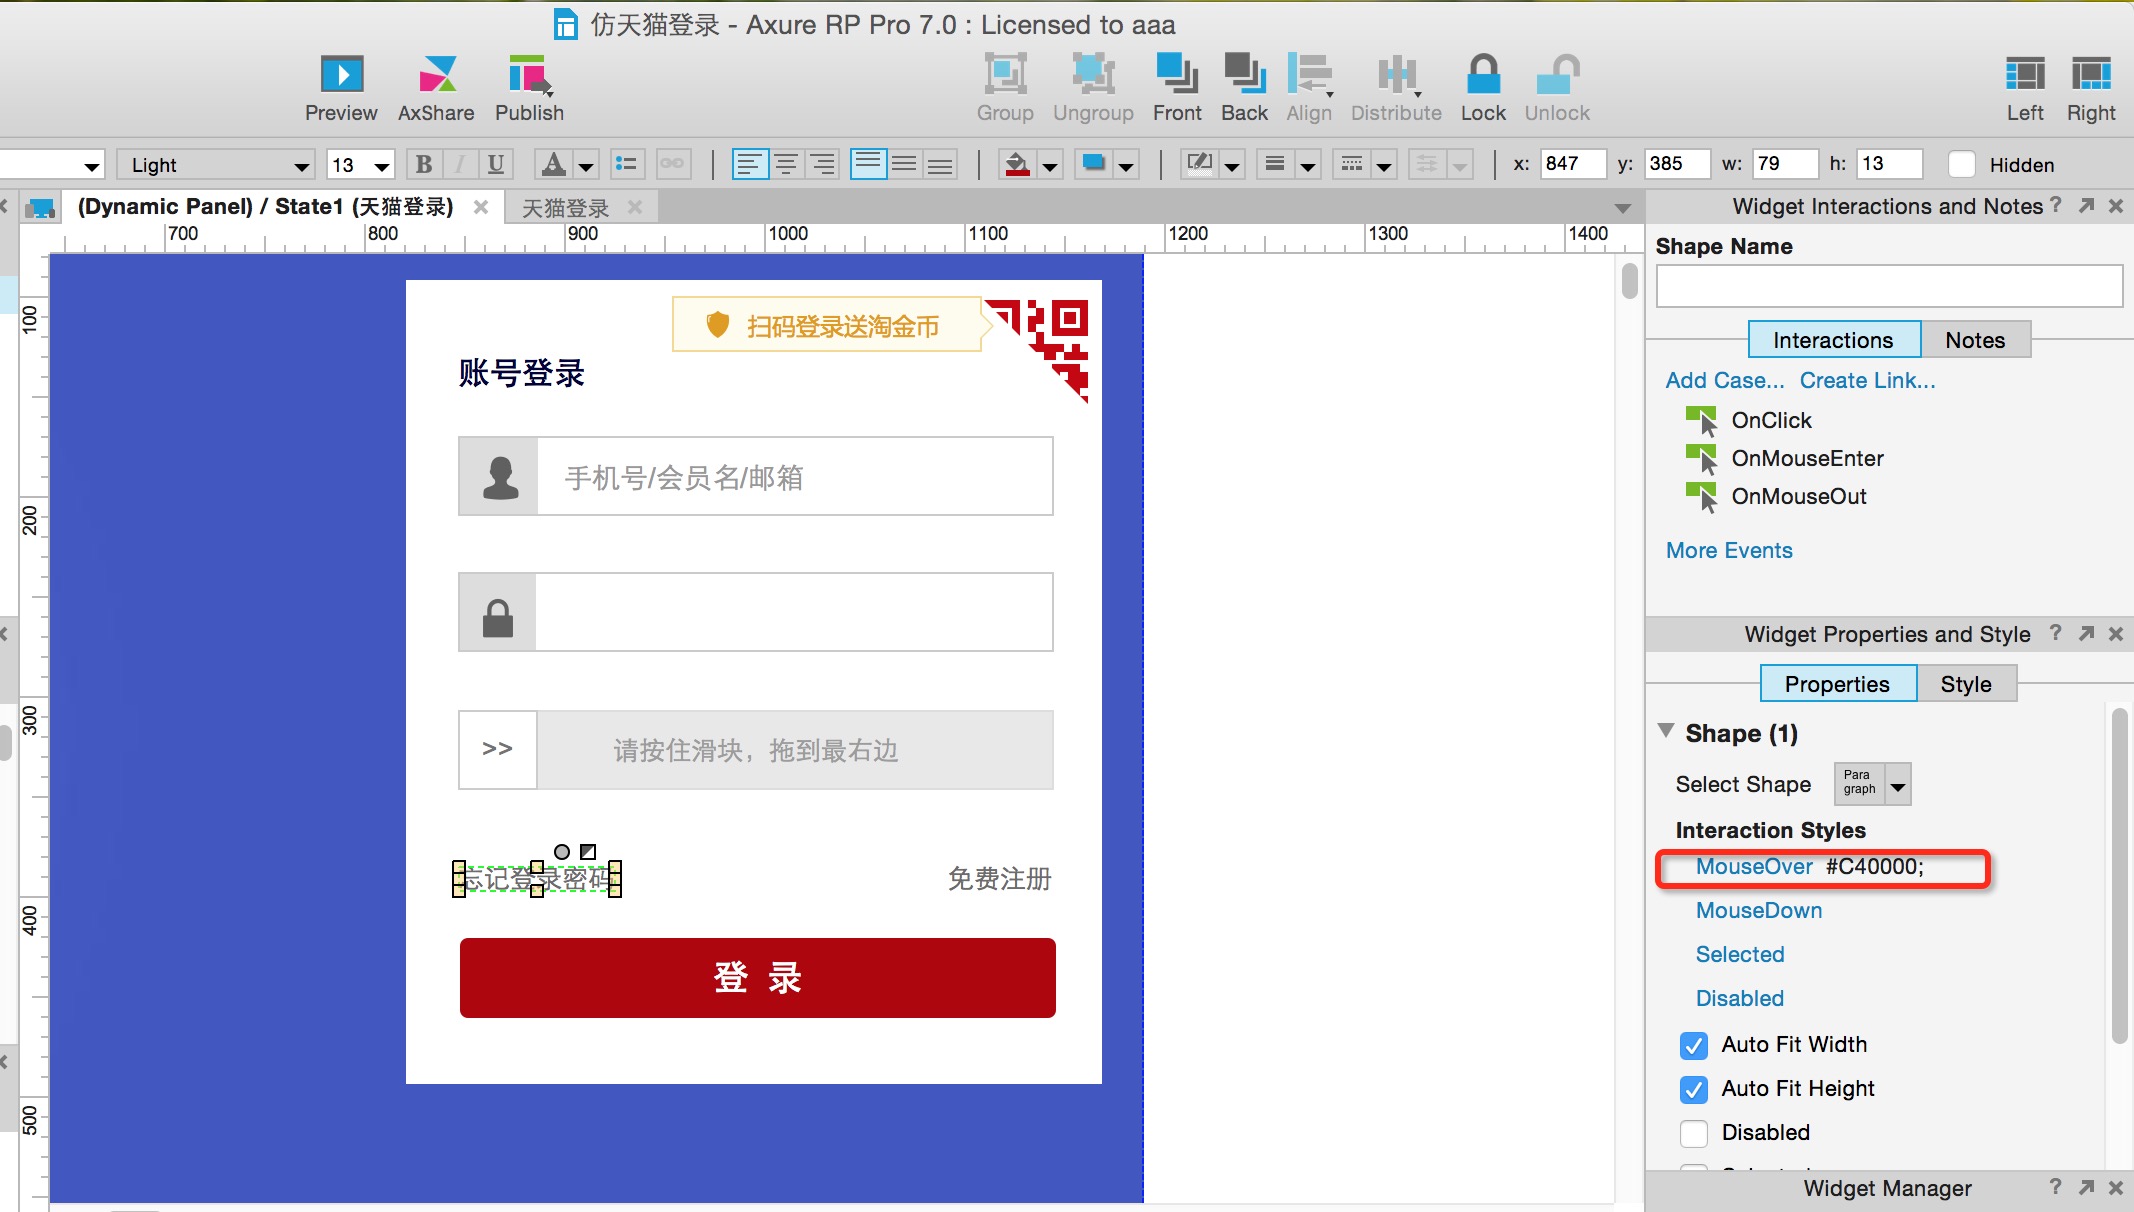 仿天猫登录 - Axure RP Pro 7.0 : Licensed to aaa
Preview AxShare Publish Group Ungroup Front Back Align Distribute Lock Unlock Left Right
Light 13 B I U A x: 847 y: 385 w: 79 h: 13 Hidden
(Dynamic Panel) / State1 (天猫登录) 天猫登录
700 800 900 1000 1100 1200 1300 1400
100
200
300
400
500
扫码登录送淘金币
账号登录
手机号/会员名/邮箱
>> 请按住滑块，拖到最右边
忘记登录密码 免费注册
登 录
Widget Interactions and Notes ?
Shape Name
Interactions Notes
Add Case... Create Link...
OnClick
OnMouseEnter
OnMouseOut
More Events
Widget Properties and Style ?
Properties Style
Shape (1)
Select Shape Para
graph
Interaction Styles
MouseOver #C40000;
MouseDown
Selected
Disabled
Auto Fit Width
Auto Fit Height
Disabled
Widget Manager ?